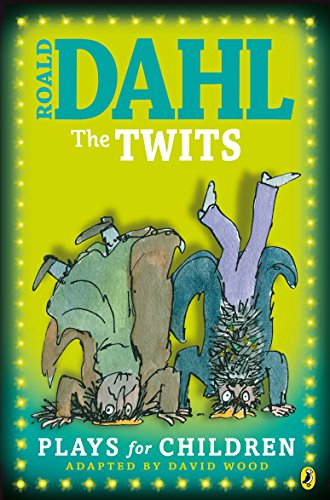 ROALD
DAHL
The TWITS
PLAYS for CHILDREN
ADAPTED BY DAVID WOOD